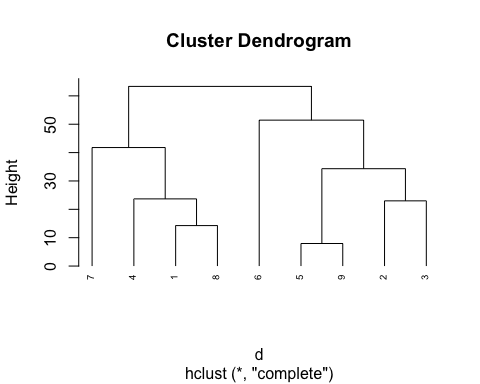 Cluster Dendrogram
Height
50
30
10
0
7 4 1 8 6 5 9 2 3
d
hclust (*, "complete")